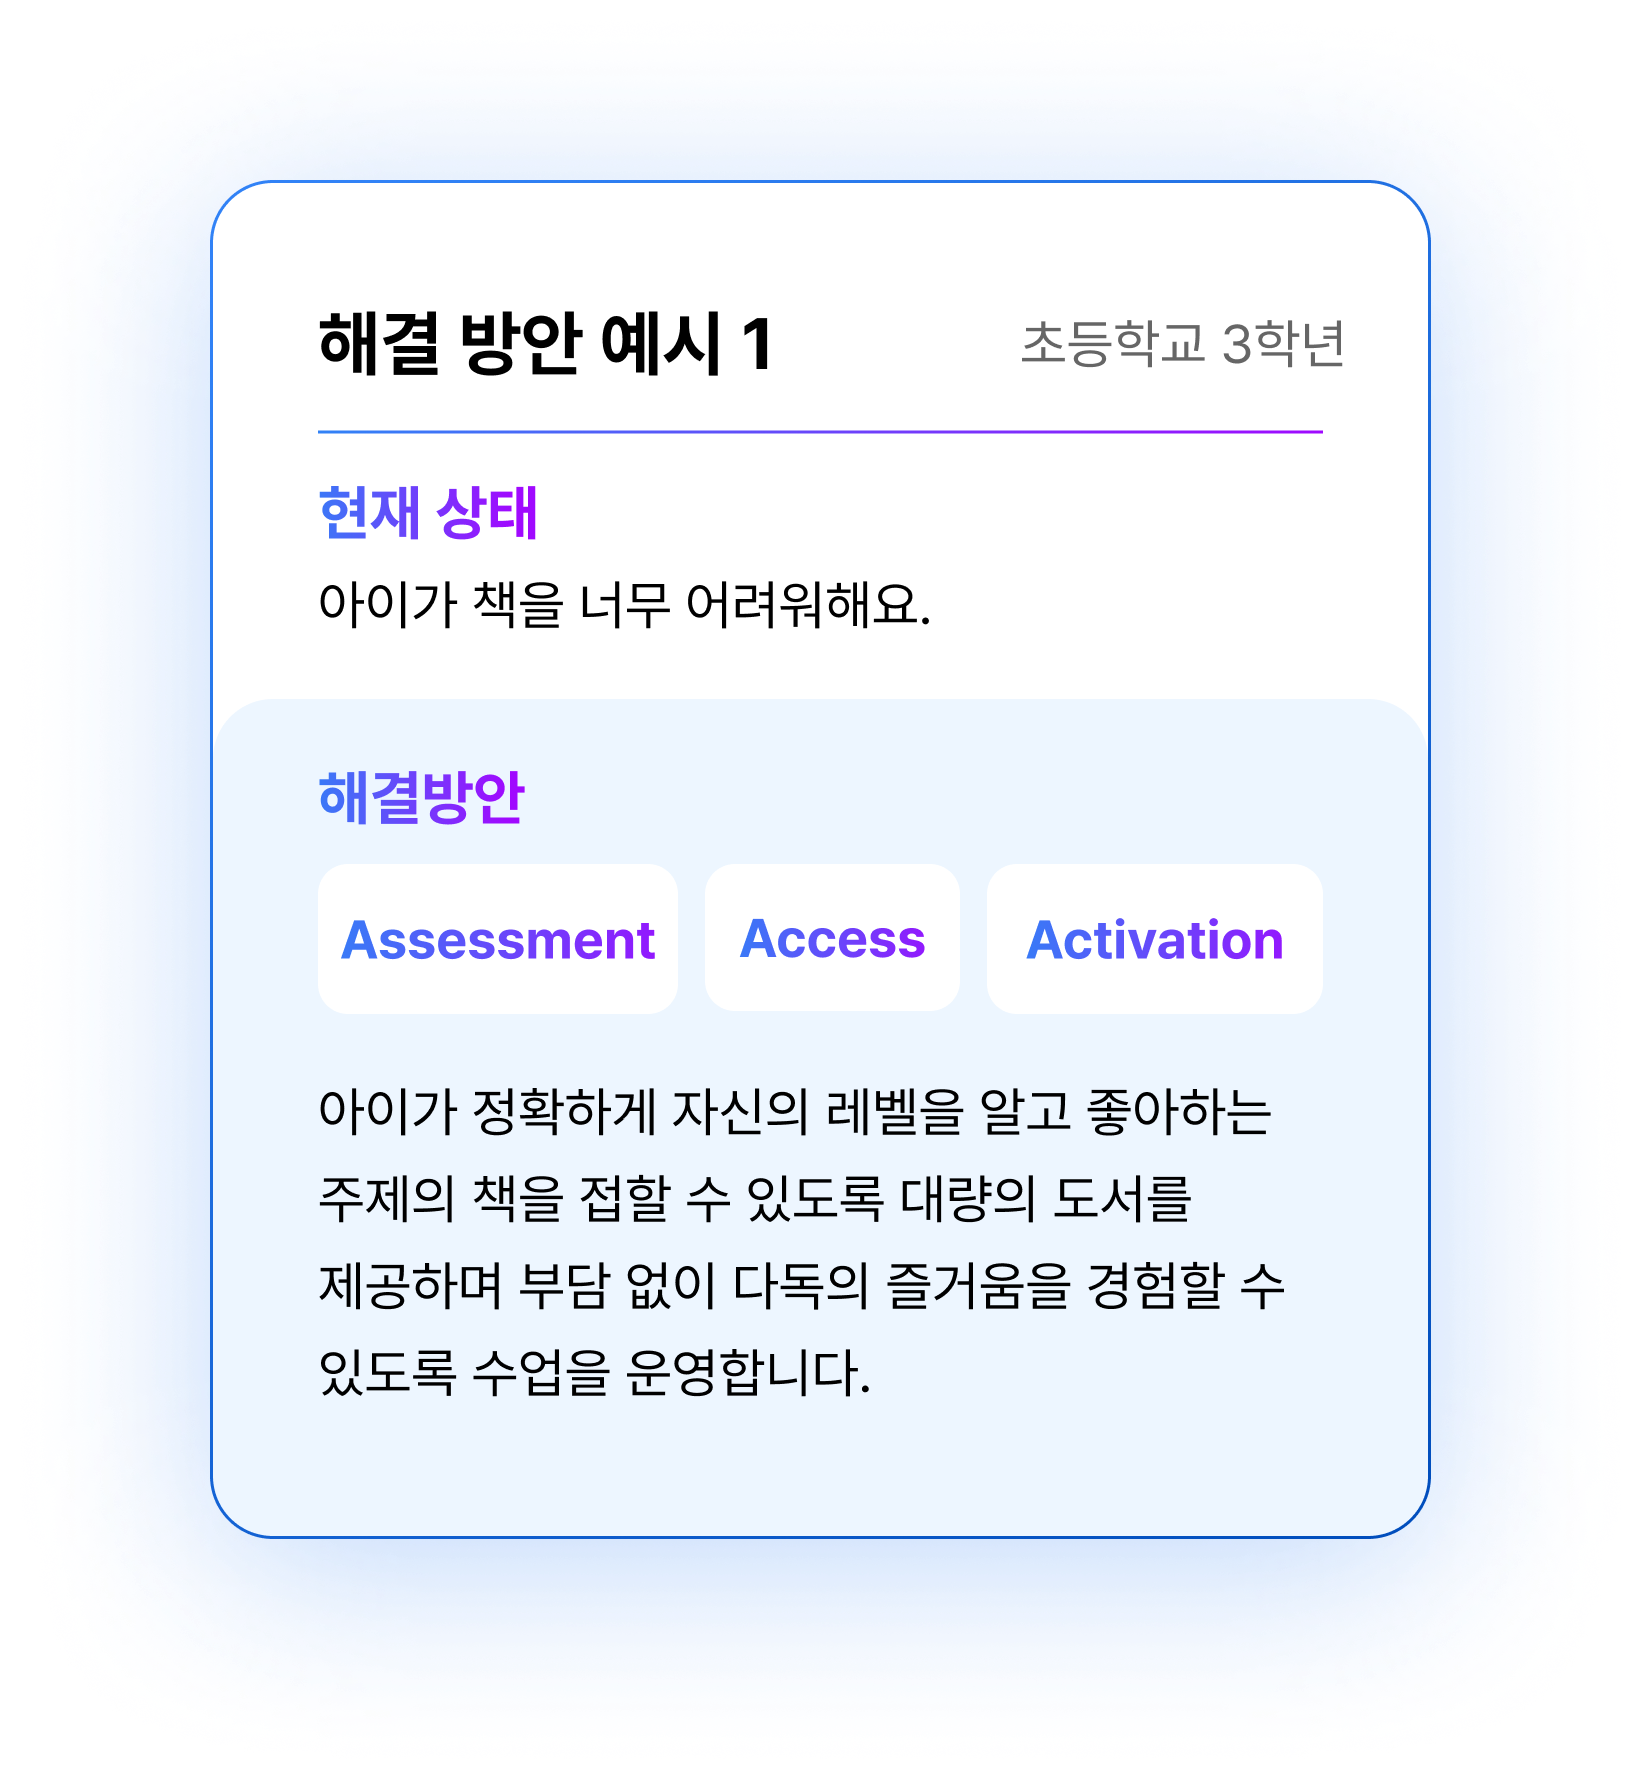 해결 방안 예시 1
초등학교 3학년
현재 상태
아이가 책을 너무 어려워해요.
해결방안
Assessment
Access
Activation
아이가 정확하게 자신의 레벨을 알고 좋아하는
주제의 책을 접할 수 있도록 대량의 도서를
제공하며 부담 없이 다독의 즐거움을 경험할 수
있도록 수업을 운영합니다.